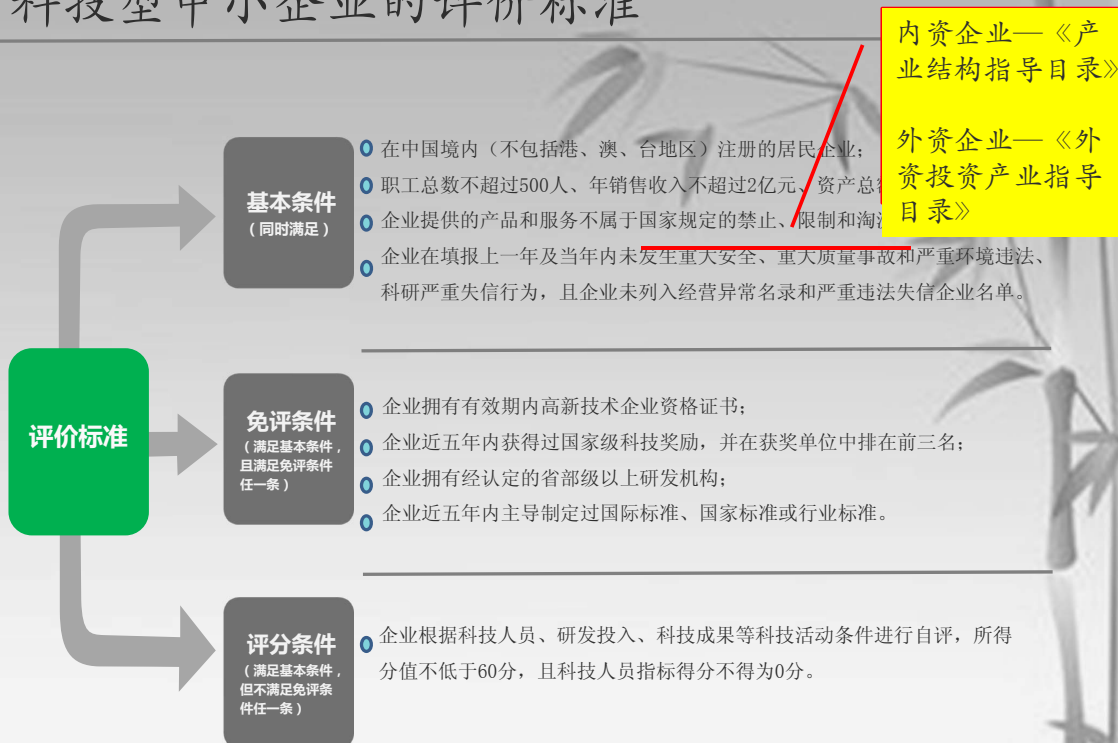 科技型中小企业的评价标准
内资企业—《产
业结构指导目录》
外资企业—《外
资投资产业指导
目录》
基本条件
（同时满足）
在中国境内（不包括港、澳、台地区）注册的居民企业；
职工总数不超过500人、年销售收入不超过2亿元、资产总
企业提供的产品和服务不属于国家规定的禁止、限制和淘
企业在填报上一年及当年内未发生重大安全、重大质量事故和严重环境违法、
科研严重失信行为，且企业未列入经营异常名录和严重违法失信企业名单。
评价标准
免评条件
（满足基本条件，
且满足免评条件
任一条）
企业拥有有效期内高新技术企业资格证书；
企业近五年内获得过国家级科技奖励，并在获奖单位中排在前三名；
企业拥有经认定的省部级以上研发机构；
企业近五年内主导制定过国际标准、国家标准或行业标准。
评分条件
（满足基本条件，
但不满足免评条
件任一条）
企业根据科技人员、研发投入、科技成果等科技活动条件进行自评，所得
分值不低于60分，且科技人员指标得分不得为0分。